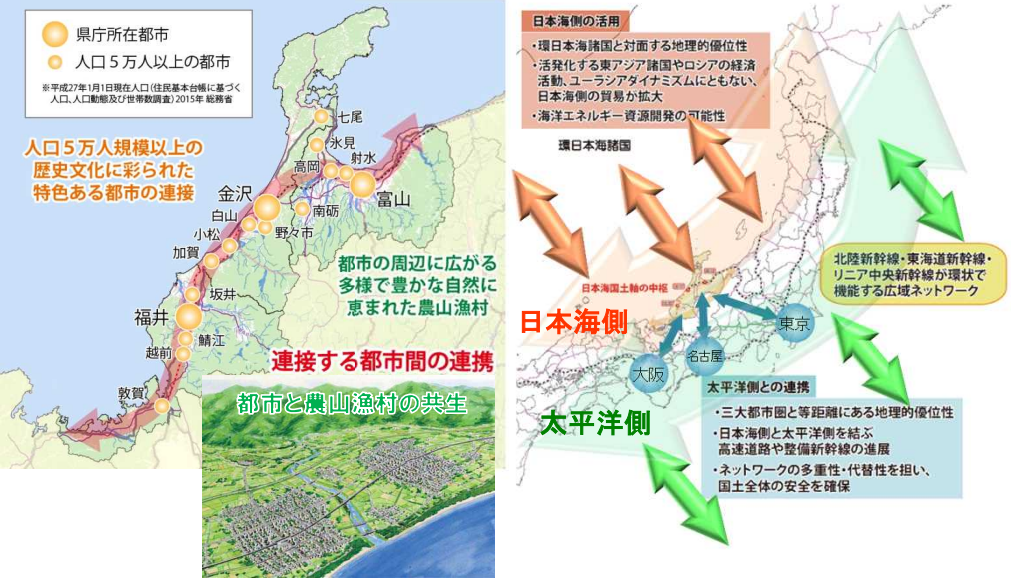 県庁所在都市
人口５万人以上の都市
※平成27年1月1日現在人口(住民基本台帳に基づく
人口、人口動態及び世帯数調査)2015年 総務省
人口５万人規模以上の
歴史文化に彩られた
特色ある都市の連接
七尾
氷見
射水
高岡
富山
金沢
南砺
白山
野々市
小松
加賀
坂井
福井
鯖江
越前
敦賀
都市の周辺に広がる
多様で豊かな自然に
恵まれた農山漁村
連接する都市間の連携
都市と農山漁村の共生
日本海側の活用
・環日本海諸国と対面する地理的優位性
・活発化する東アジア諸国やロシアの経済
活動、ユーラシアダイナミズムにともない、
日本海側の貿易が拡大
・海洋エネルギー資源開発の可能性
環日本海諸国
北陸新幹線・東海道新幹線・
リニア中央新幹線が環状で
機能する広域ネットワーク
日本海国土軸の中枢
日本海側
東京
名古屋
大阪
太平洋側
太平洋側との連携
・三大都市圏と等距離にある地理的優位性
・日本海側と太平洋側を結ぶ
高速道路や整備新幹線の進展
・ネットワークの多重性・代替性を担い、
国土全体の安全を確保